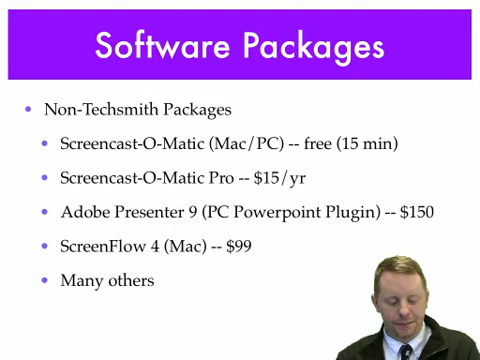 Software Packages
Non-Techsmith Packages
Screencast-O-Matic (Mac/PC) -- free (15 min)
Screencast-O-Matic Pro -- $15/yr
Adobe Presenter 9 (PC Powerpoint Plugin) -- $150
ScreenFlow 4 (Mac) -- $99
Many others